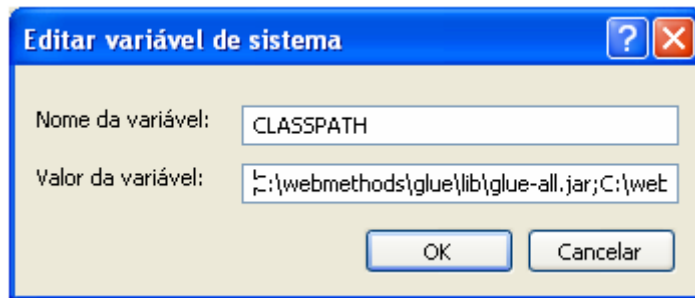 Editar variável de sistema
Nome da variável: CLASSPATH
Valor da variável: C:\webmethods\glue\lib\glue-all.jar;C:\web
OK Cancelar